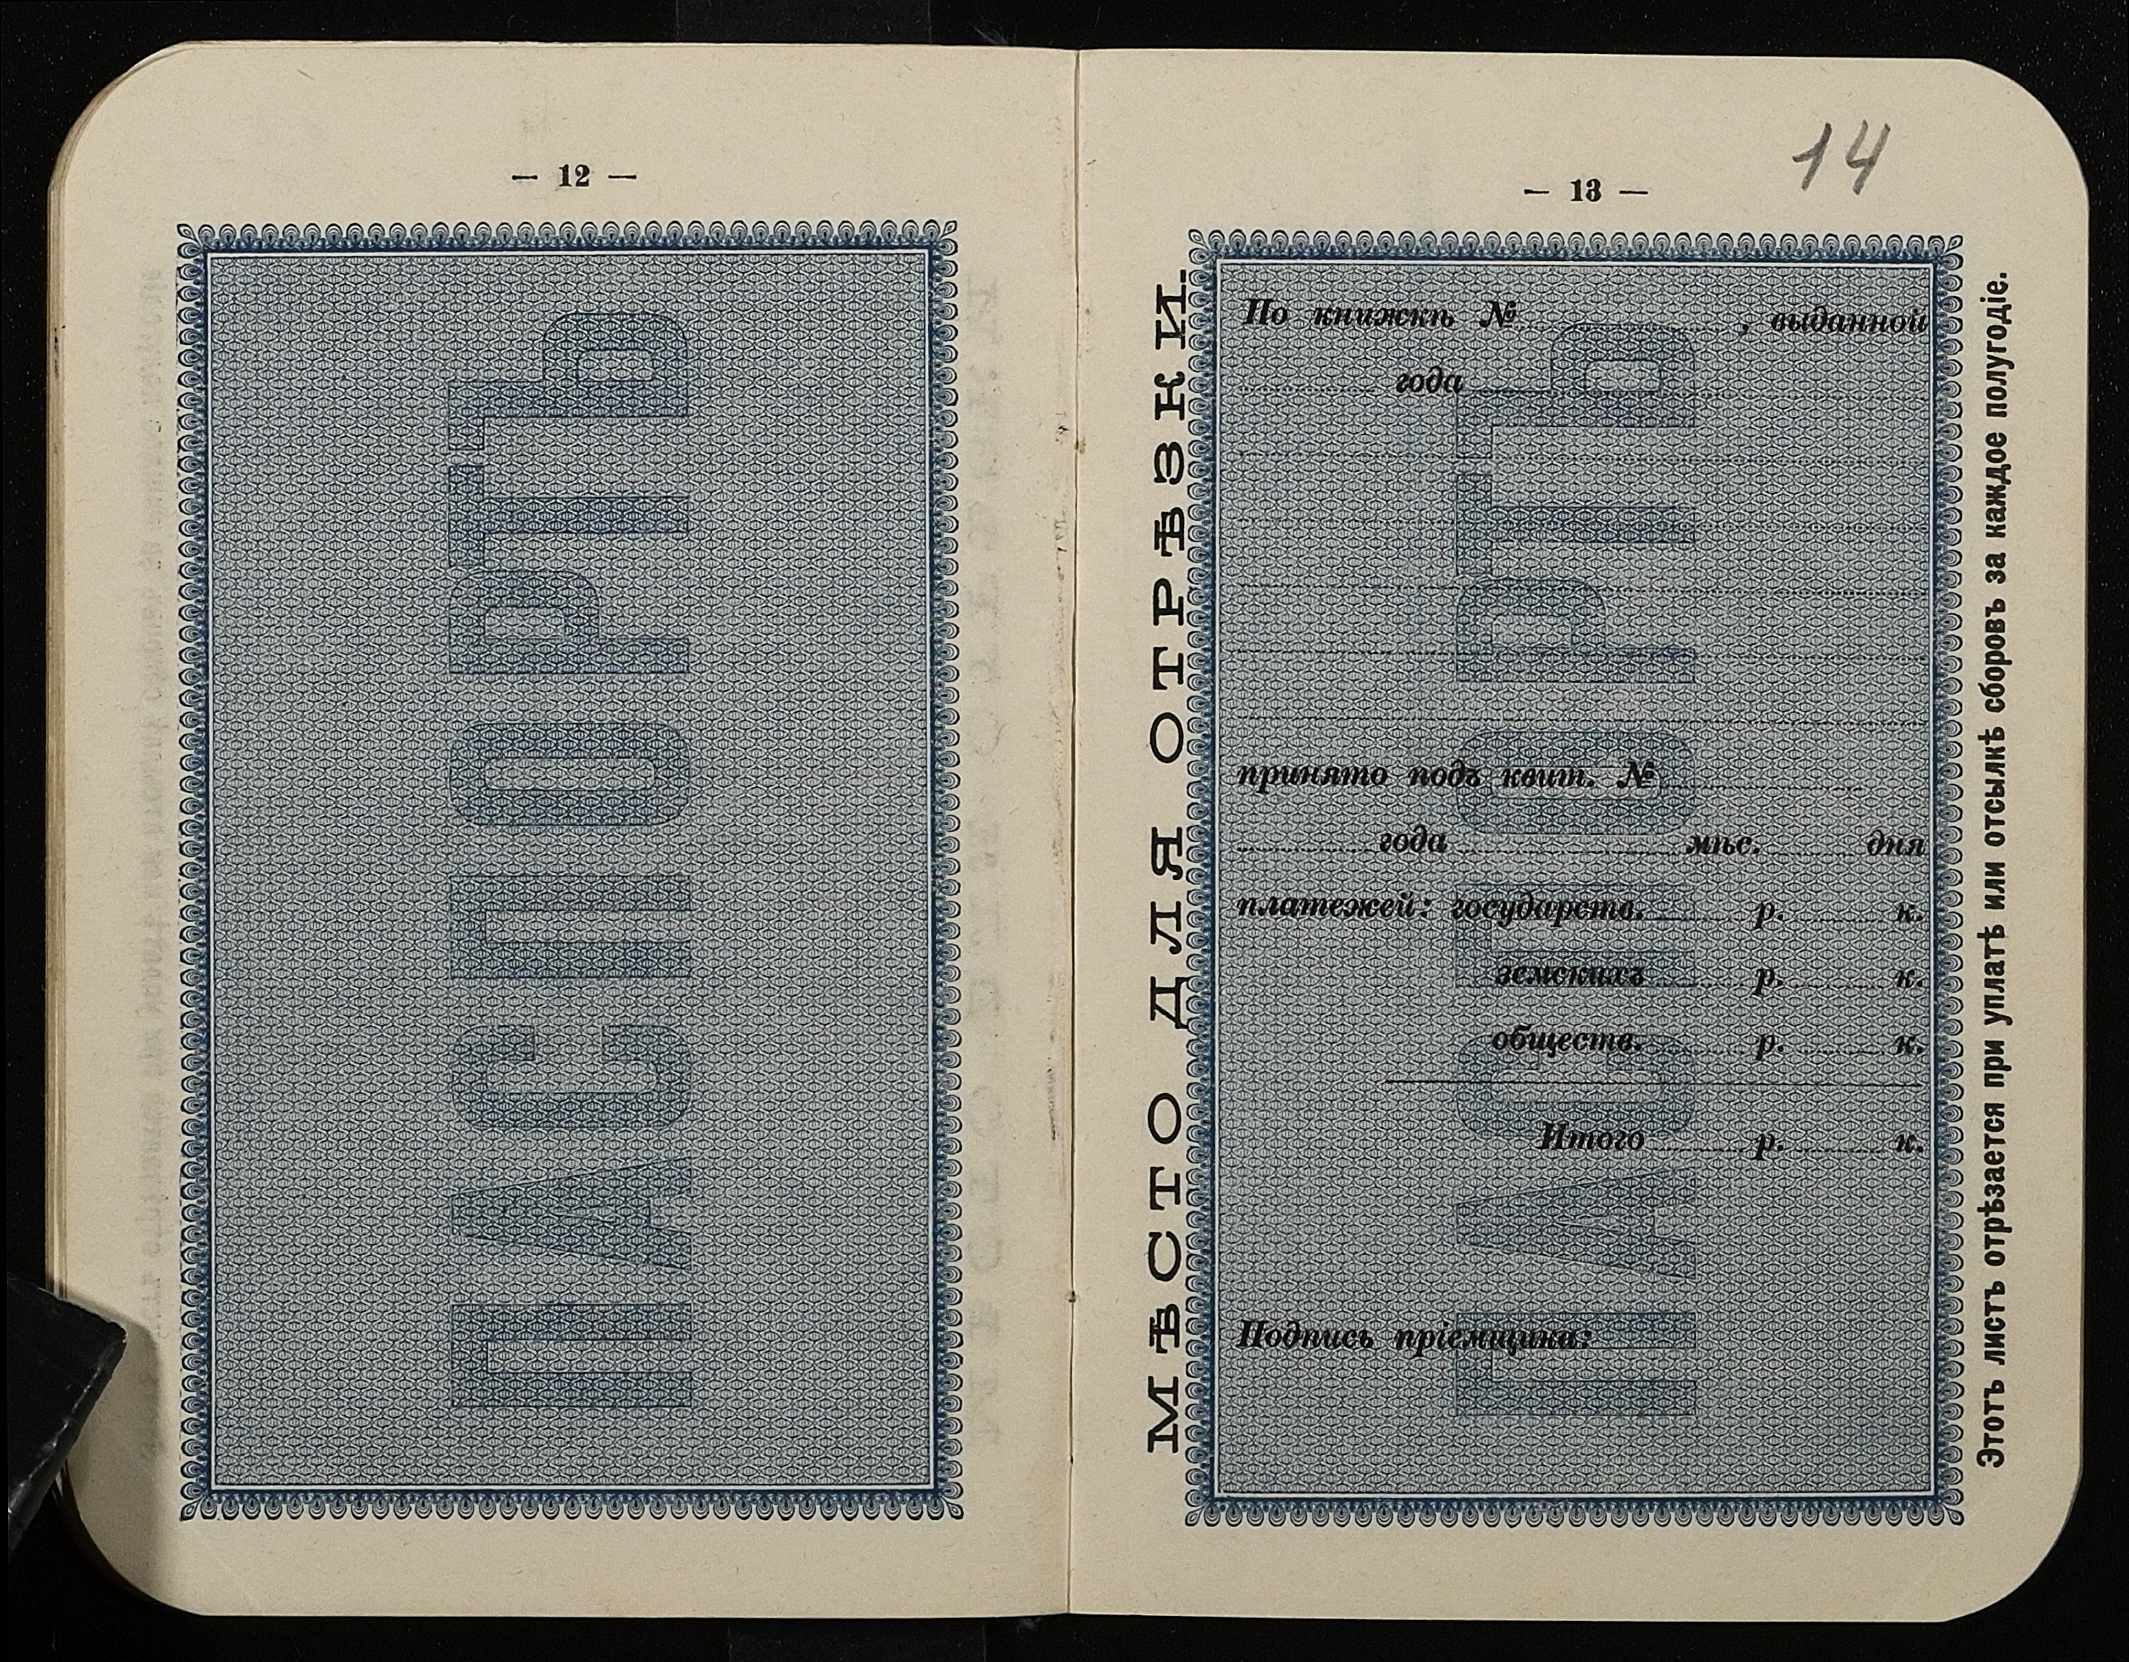 — 12 —
ПАСПОРТЪ
14
— 13 —
МѢСТО ДЛЯ ОТРѢЗКИ.
ПАСПОРТЪ
По книжкѣ № , выданной
года
принято подъ квит. №
года мѣс. дня
платежей: государств. р. к.
земскихъ р. к.
обществ. р. к.
Итого р. к.
Подпись пріемщика:
Этотъ листъ отрѣзается при уплатѣ или отсылкѣ сборовъ за каждое полугодіе.